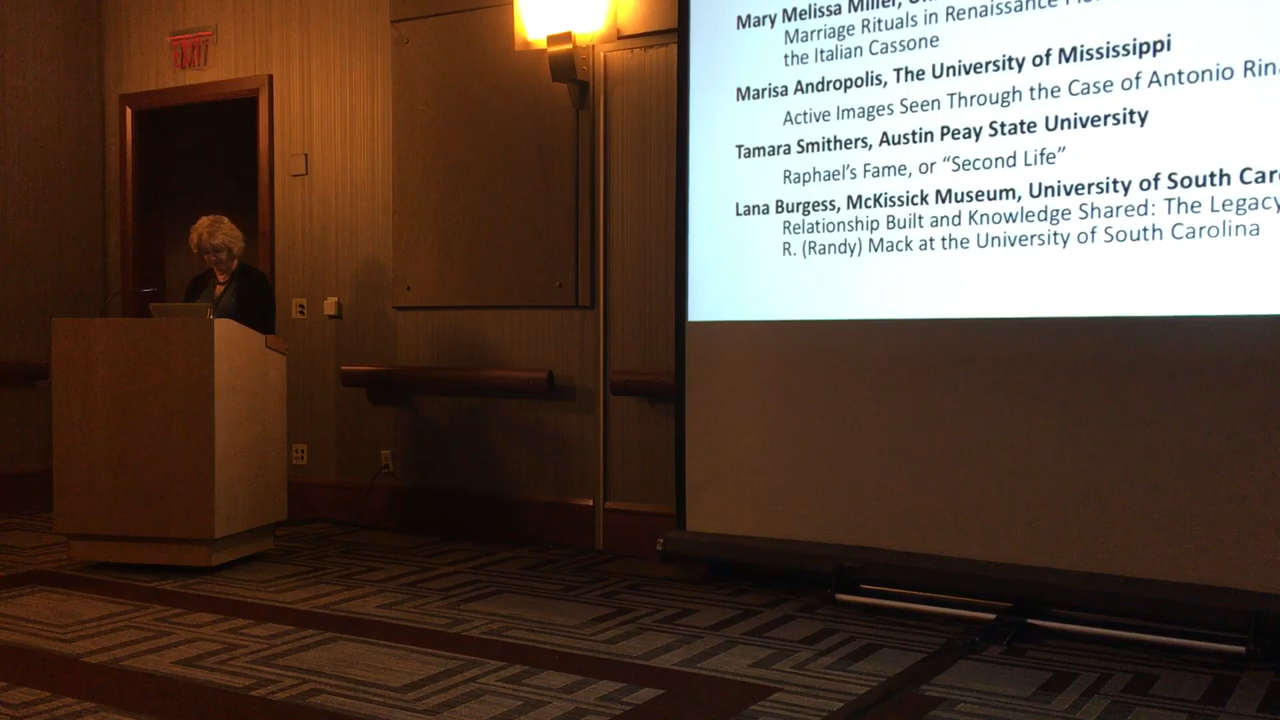 EXIT
Mary Melissa Miller,
Marriage Rituals in Renaissance
the Italian Cassone
Marisa Andropolis, The University of Mississippi
Active Images Seen Through the Case of Antonio
Tamara Smithers, Austin Peay State University
Raphael's Fame, or “Second Life”
Lana Burgess, McKissick Museum, University of South
Relationship Built and Knowledge Shared: The Legacy
R. (Randy) Mack at the University of South Carolina